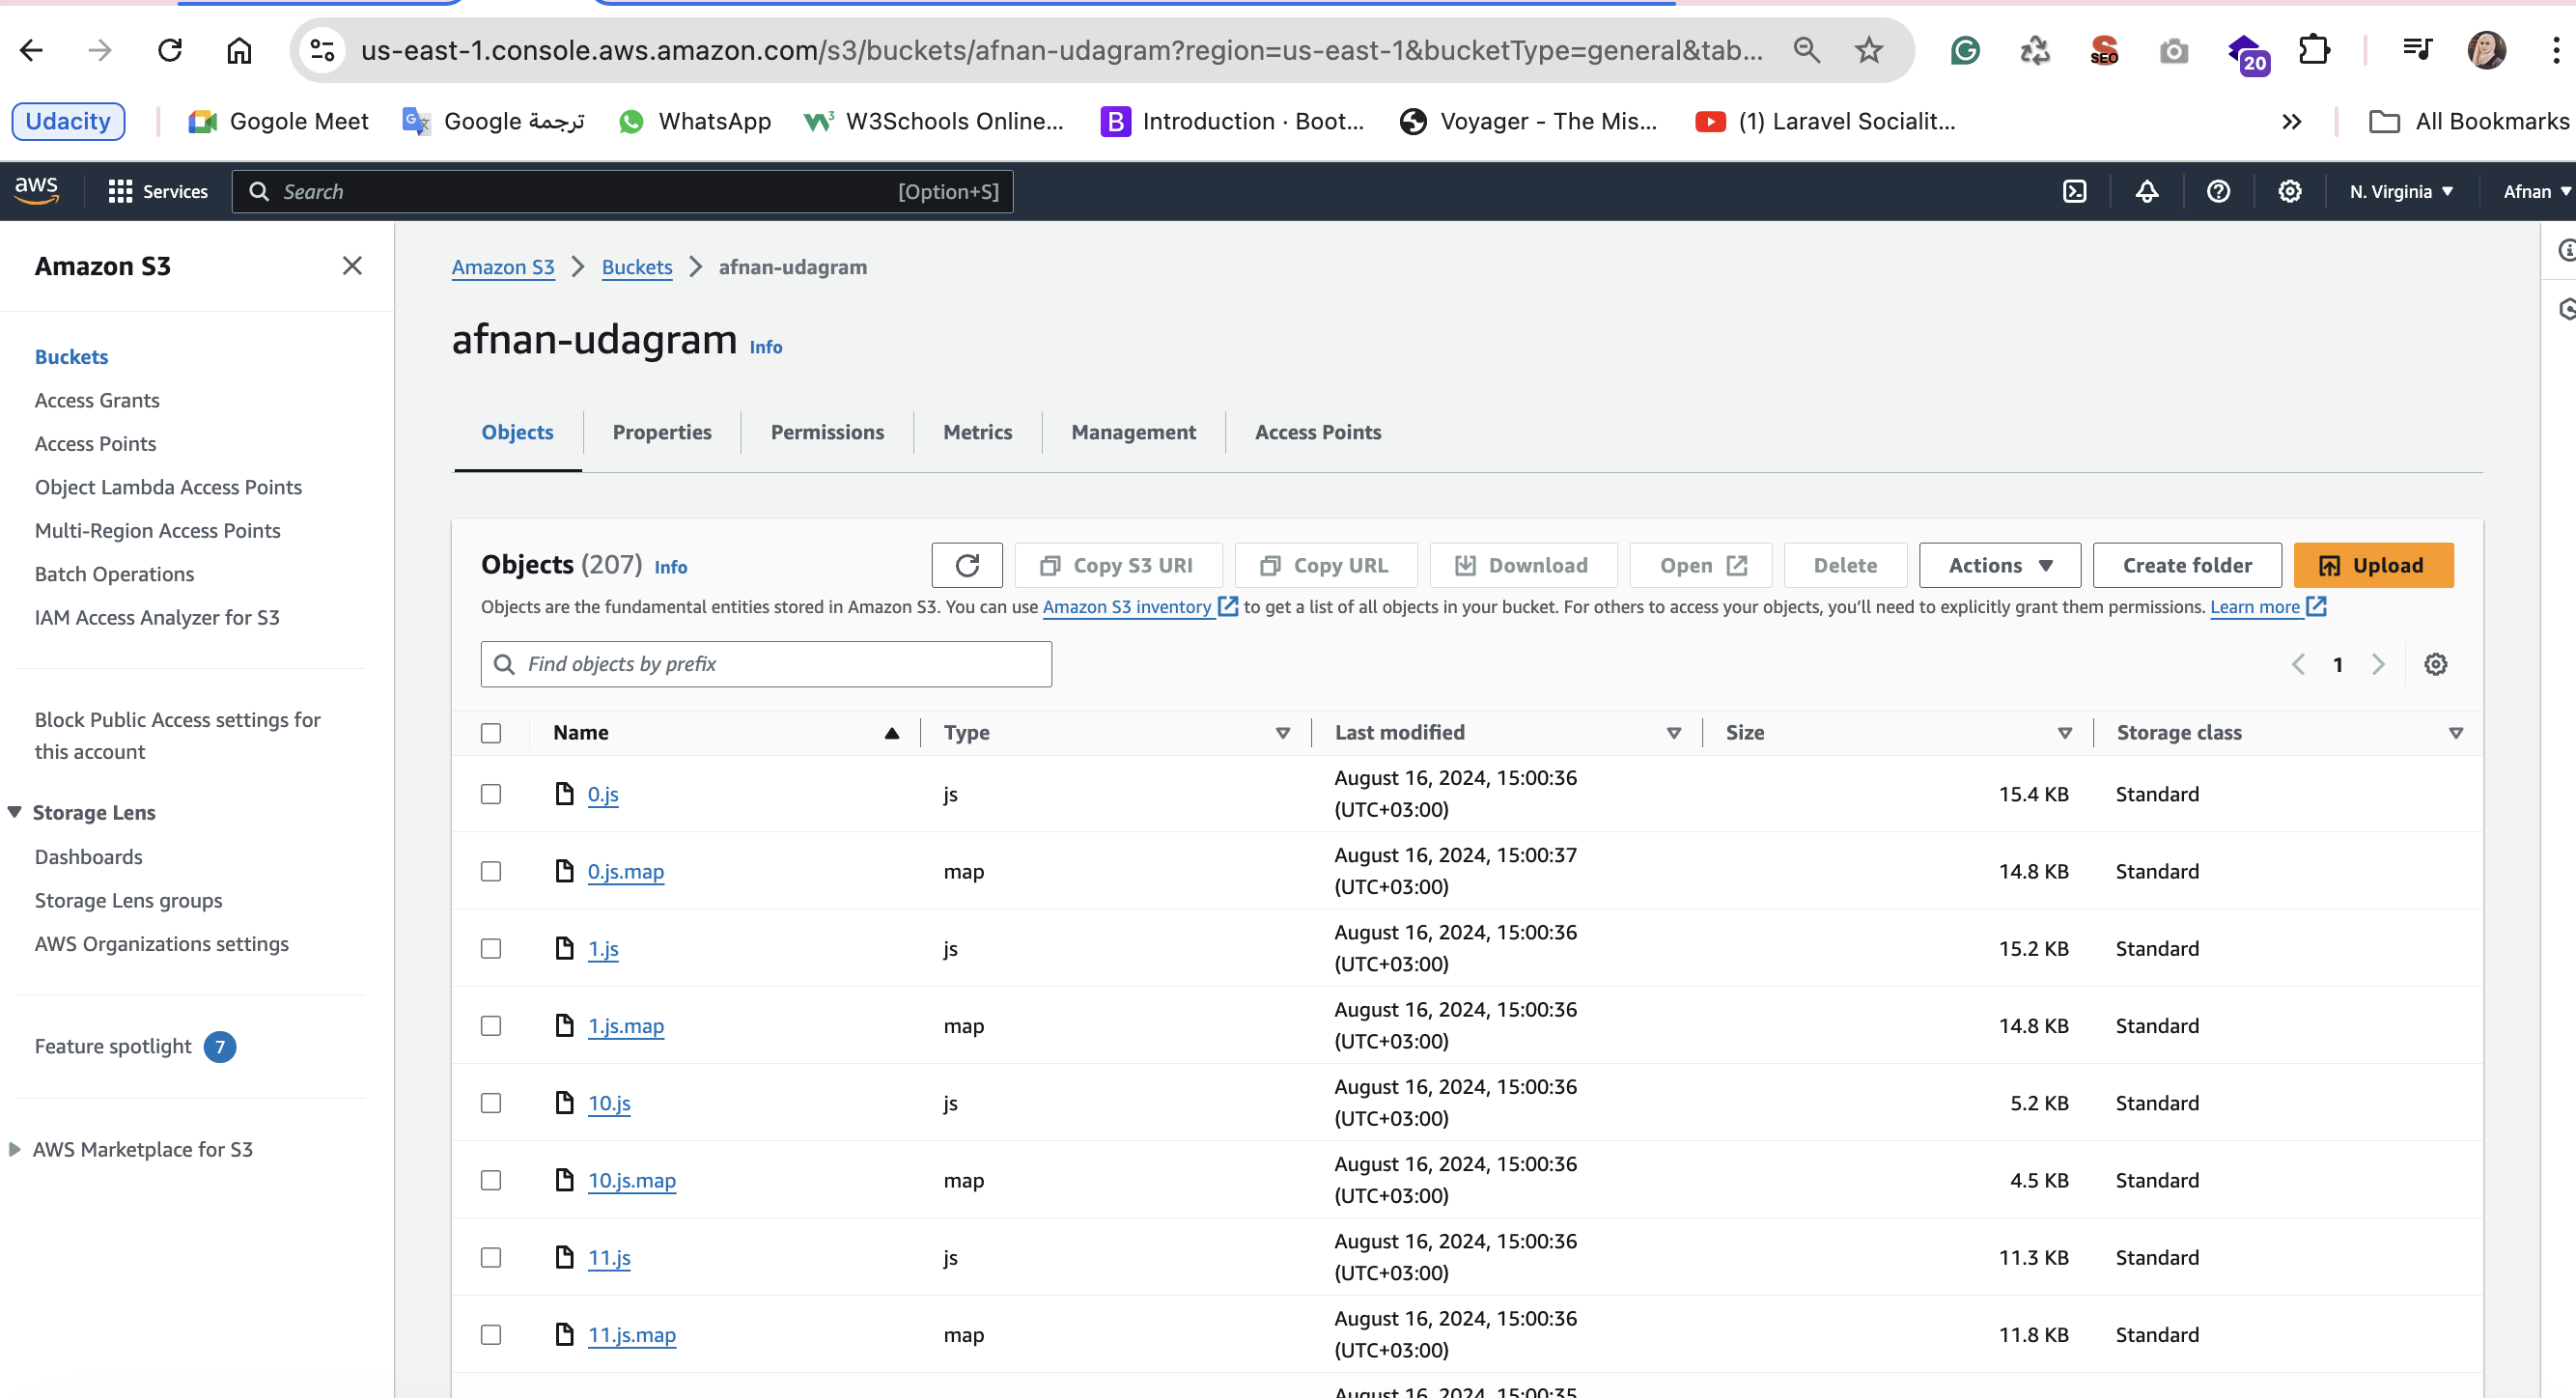 us-east-1.console.aws.amazon.com/s3/buckets/afnan-udagram?region=us-east-1&bucketType=general&tab...
SEO
20
Udacity
Gogole Meet
Google ترجمة
WhatsApp
W3Schools Online...
B Introduction · Boot...
Voyager - The Mis...
(1) Laravel Socialit...
All Bookmarks
aws
Services
Search
[Option+S]
N. Virginia
Afnan
Amazon S3
Buckets
Access Grants
Access Points
Object Lambda Access Points
Multi-Region Access Points
Batch Operations
IAM Access Analyzer for S3
Block Public Access settings for
this account
Storage Lens
Dashboards
Storage Lens groups
AWS Organizations settings
Feature spotlight 7
AWS Marketplace for S3
Amazon S3 > Buckets > afnan-udagram
afnan-udagram Info
Objects
Properties
Permissions
Metrics
Management
Access Points
Objects (207) Info
Copy S3 URI
Copy URL
Download
Open
Delete
Actions
Create folder
Upload
Objects are the fundamental entities stored in Amazon S3. You can use Amazon S3 inventory to get a list of all objects in your bucket. For others to access your objects, you’ll need to explicitly grant them permissions. Learn more
Find objects by prefix
1
Name Type Last modified Size Storage class
0.js js August 16, 2024, 15:00:36 (UTC+03:00) 15.4 KB Standard
0.js.map map August 16, 2024, 15:00:37 (UTC+03:00) 14.8 KB Standard
1.js js August 16, 2024, 15:00:36 (UTC+03:00) 15.2 KB Standard
1.js.map map August 16, 2024, 15:00:36 (UTC+03:00) 14.8 KB Standard
10.js js August 16, 2024, 15:00:36 (UTC+03:00) 5.2 KB Standard
10.js.map map August 16, 2024, 15:00:36 (UTC+03:00) 4.5 KB Standard
11.js js August 16, 2024, 15:00:36 (UTC+03:00) 11.3 KB Standard
11.js.map map August 16, 2024, 15:00:36 (UTC+03:00) 11.8 KB Standard
August 16, 2024, 15:00:35